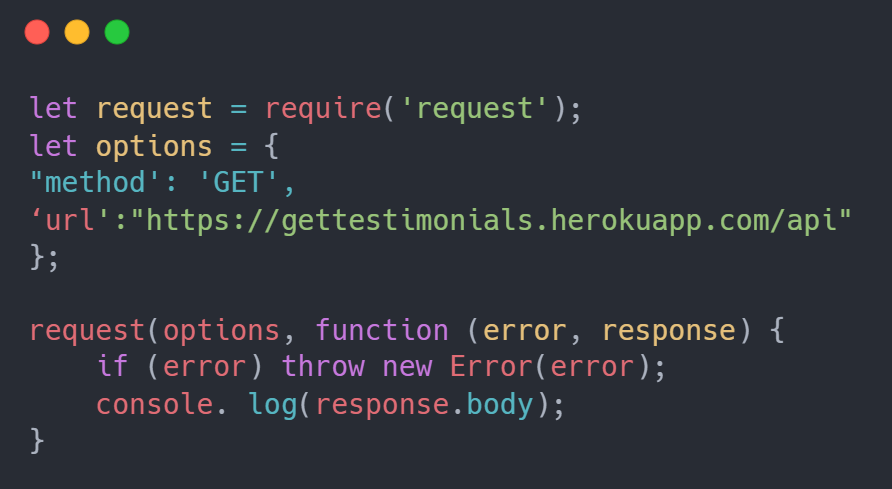 let request = require('request');
let options = {
"method': 'GET',
‘url':"https://gettestimonials.herokuapp.com/api"
};
request(options, function (error, response) {
if (error) throw new Error(error);
console. log(response.body);
}